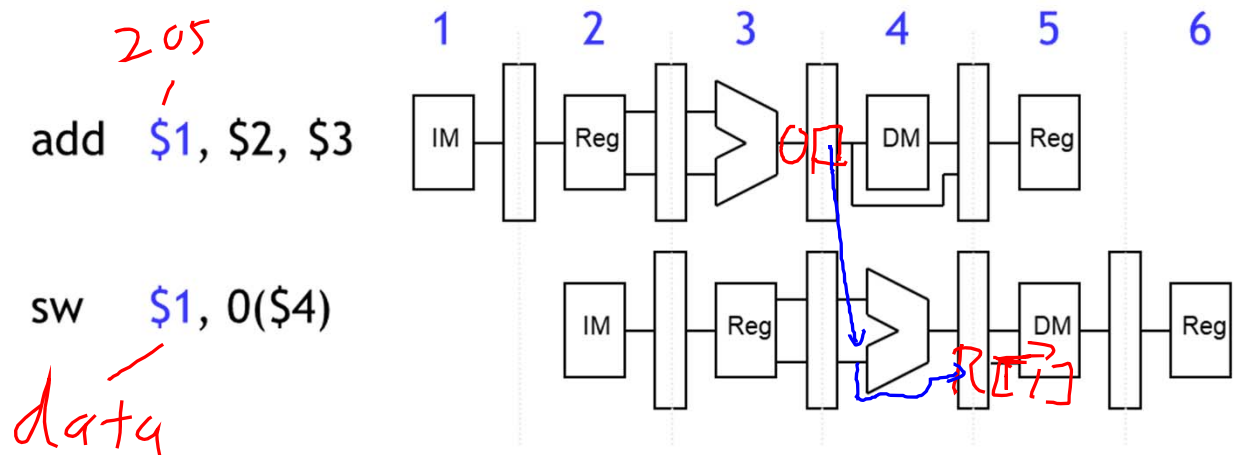 1 2 3 4 5 6
205
add $1, $2, $3
IM Reg DM Reg
sw $1, 0($4)
IM Reg DM Reg
data